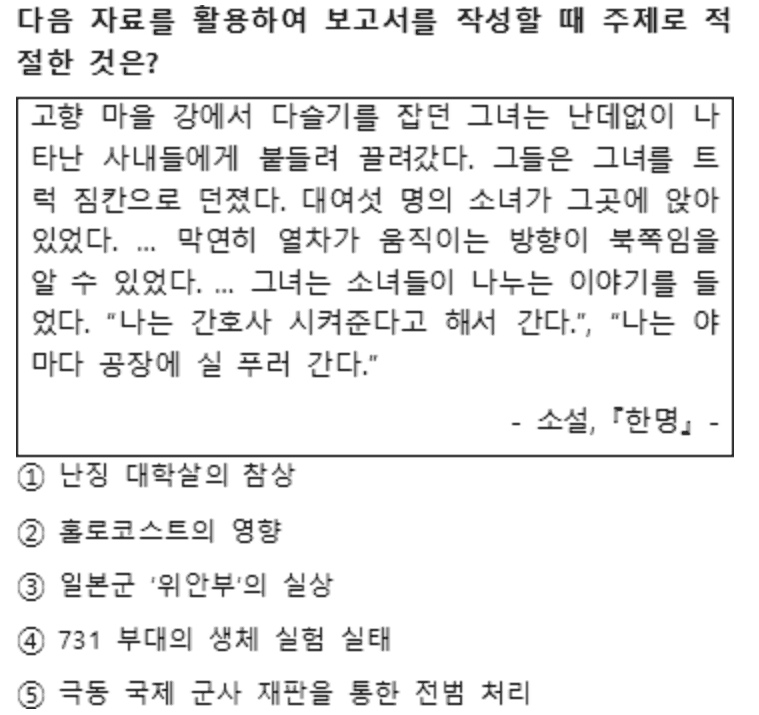 다음 자료를 활용하여 보고서를 작성할 때 주제로 적
절한 것은?
고향 마을 강에서 다슬기를 잡던 그녀는 난데없이 나
타난 사내들에게 붙들려 끌려갔다. 그들은 그녀를 트
럭 짐칸으로 던졌다. 대여섯 명의 소녀가 그곳에 앉아
있었다. … 막연히 열차가 움직이는 방향이 북쪽임을
알 수 있었다. … 그녀는 소녀들이 나누는 이야기를 들
었다. “나는 간호사 시켜준다고 해서 간다.”, “나는 야
마다 공장에 실 푸러 간다.”
- 소설, 『한명』 -
① 난징 대학살의 참상
② 홀로코스트의 영향
③ 일본군 ‘위안부’의 실상
④ 731 부대의 생체 실험 실태
⑤ 극동 국제 군사 재판을 통한 전범 처리